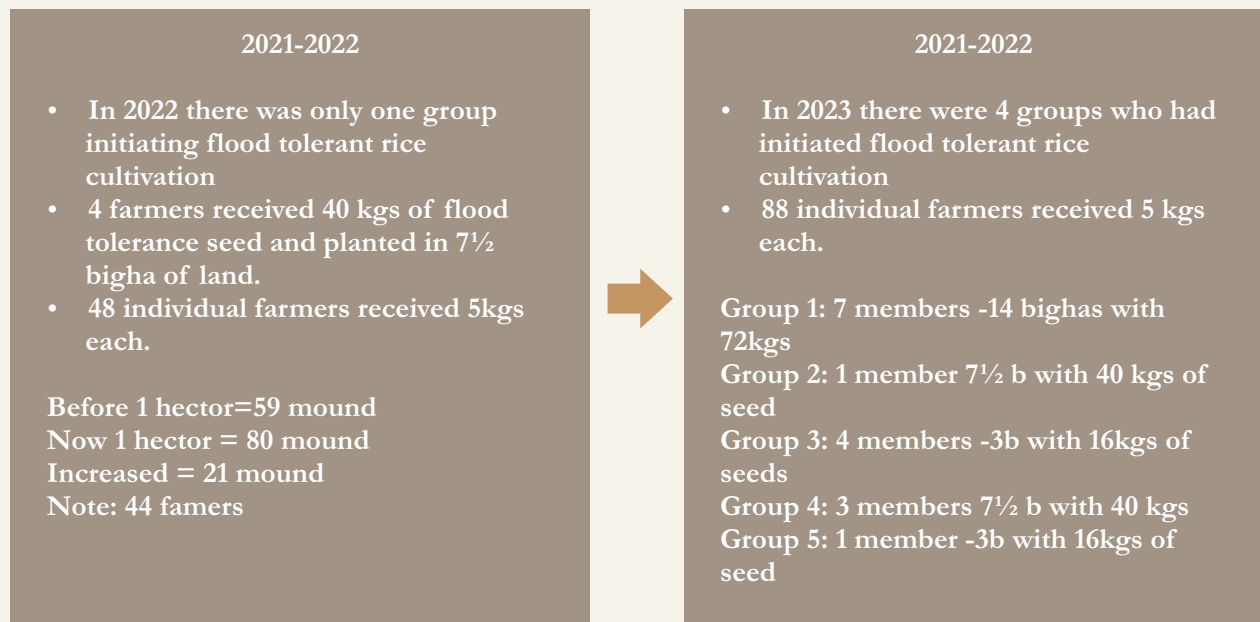 2021-2022
• In 2022 there was only one group
initiating flood tolerant rice
cultivation
• 4 farmers received 40 kgs of flood
tolerance seed and planted in 7½
bigha of land.
• 48 individual farmers received 5kgs
each.
Before 1 hector=59 mound
Now 1 hector = 80 mound
Increased = 21 mound
Note: 44 famers
2021-2022
• In 2023 there were 4 groups who had
initiated flood tolerant rice
cultivation
• 88 individual farmers received 5 kgs
each.
Group 1: 7 members -14 bighas with
72kgs
Group 2: 1 member 7½ b with 40 kgs of
seed
Group 3: 4 members -3b with 16kgs of
seeds
Group 4: 3 members 7½ b with 40 kgs
Group 5: 1 member -3b with 16kgs of
seed